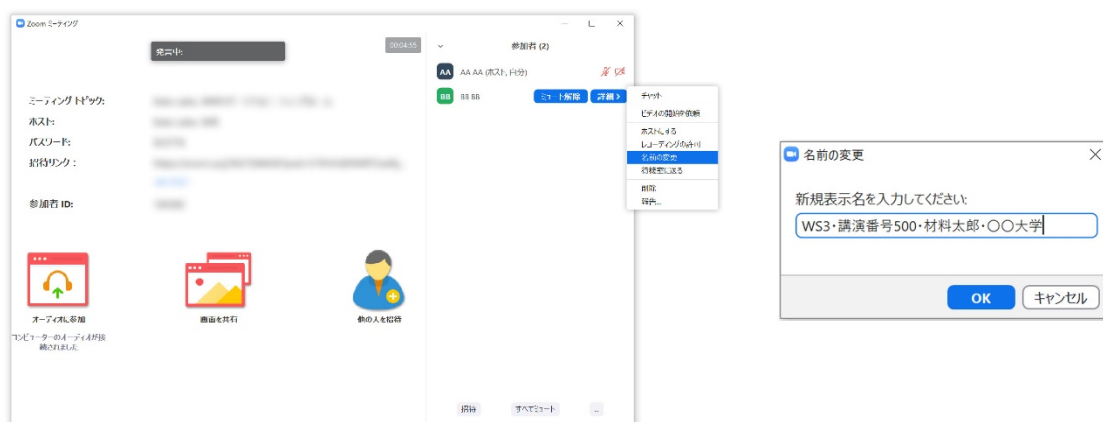 Zoom ミーティング
発言中:
00:04:55
参加者 (2)
AA AA AA (ホスト, 自分)
BB BB BB ミュート解除 詳細 >
チャット
ビデオの開始を依頼
ホストにする
レコーディングの許可
名前の変更
待機室に送る
削除
報告...
ミーティング トピック:
ホスト:
パスワード:
招待リンク:
参加者 ID:
オーディオに参加
コンピューターのオーディオが接
続されました
画面を共有
他の人を招待
招待 すべてミュート ...
名前の変更
新規表示名を入力してください:
WS3・講演番号500・材料太郎・〇〇大学
OK キャンセル